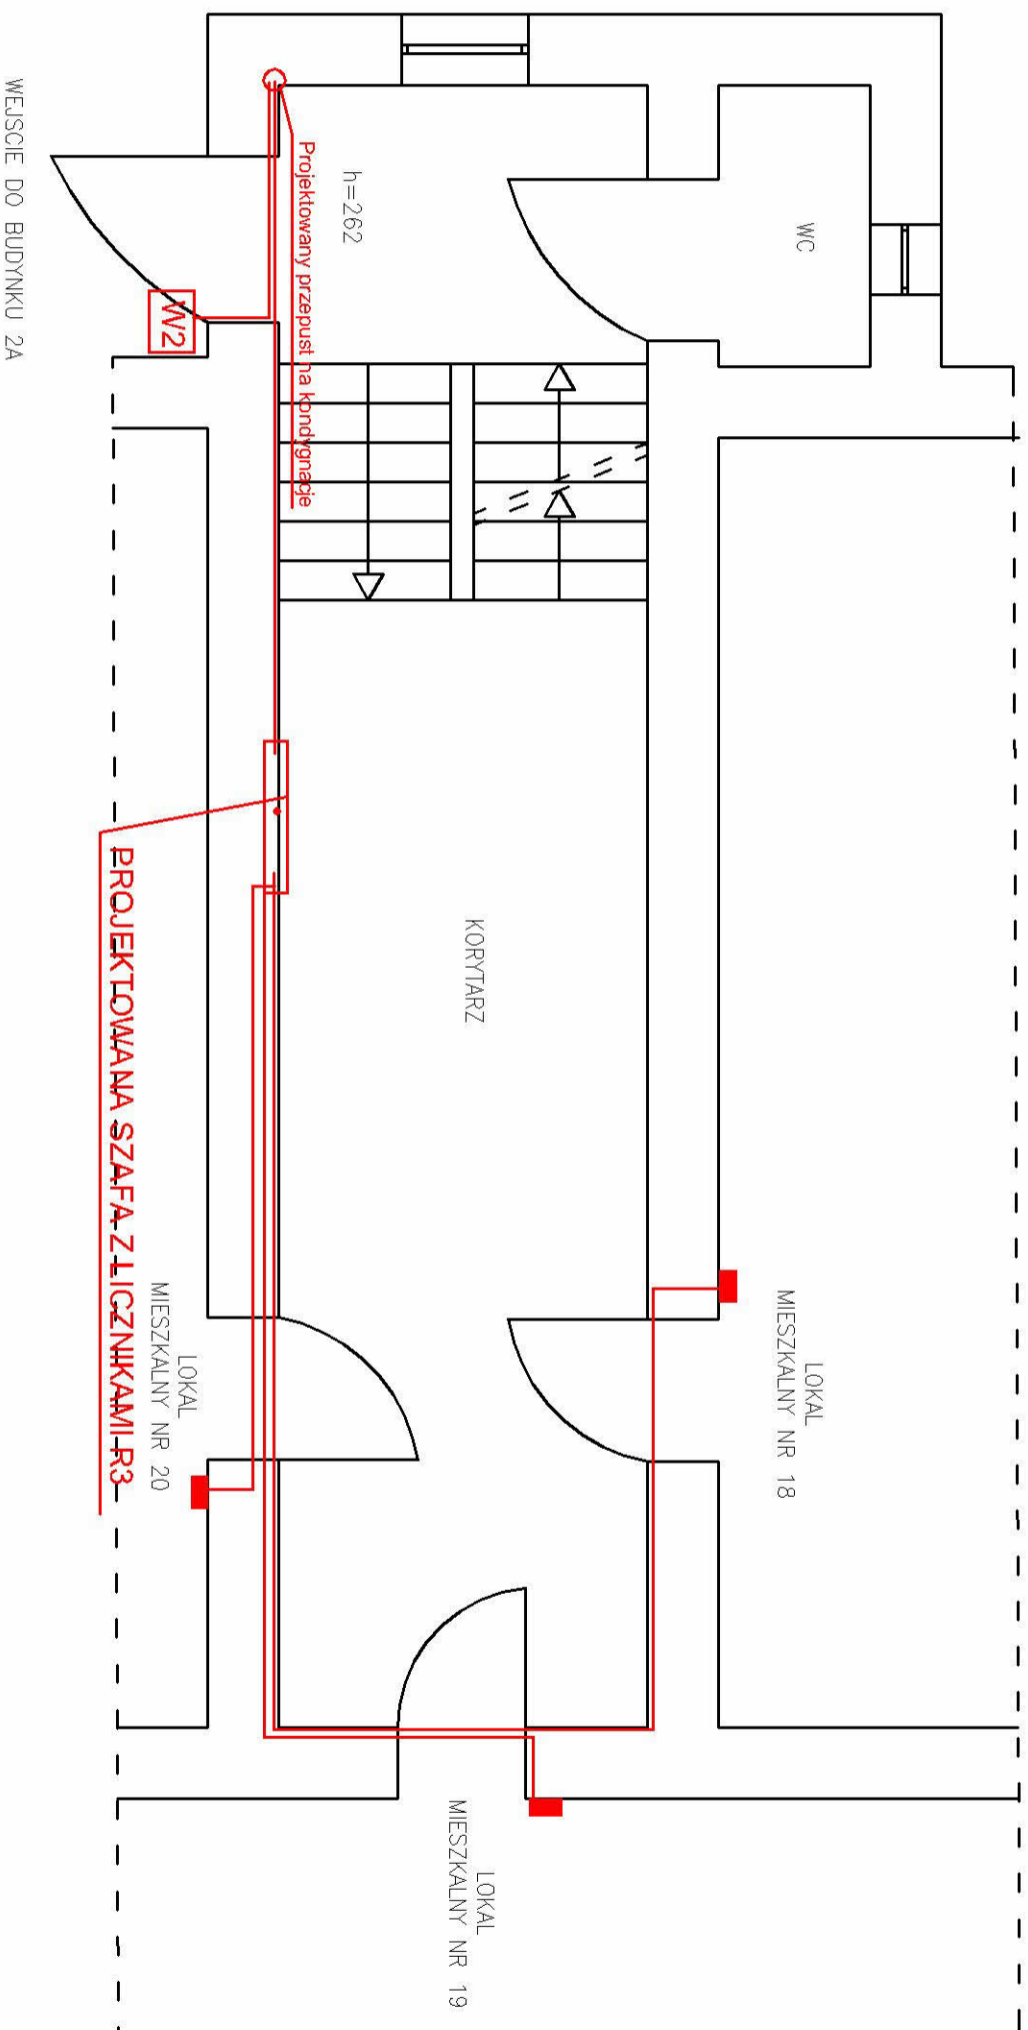 WEJSCIE DO BUDYNKU 2A
W2
Projektowany przepust na kondygnacje
h=262
WC
KORYTARZ
PROJEKTOWANA SZAFA Z LICZNIKAMI R3
LOKAL
MIESZKALNY NR 18
LOKAL
MIESZKALNY NR 20
LOKAL
MIESZKALNY NR 19